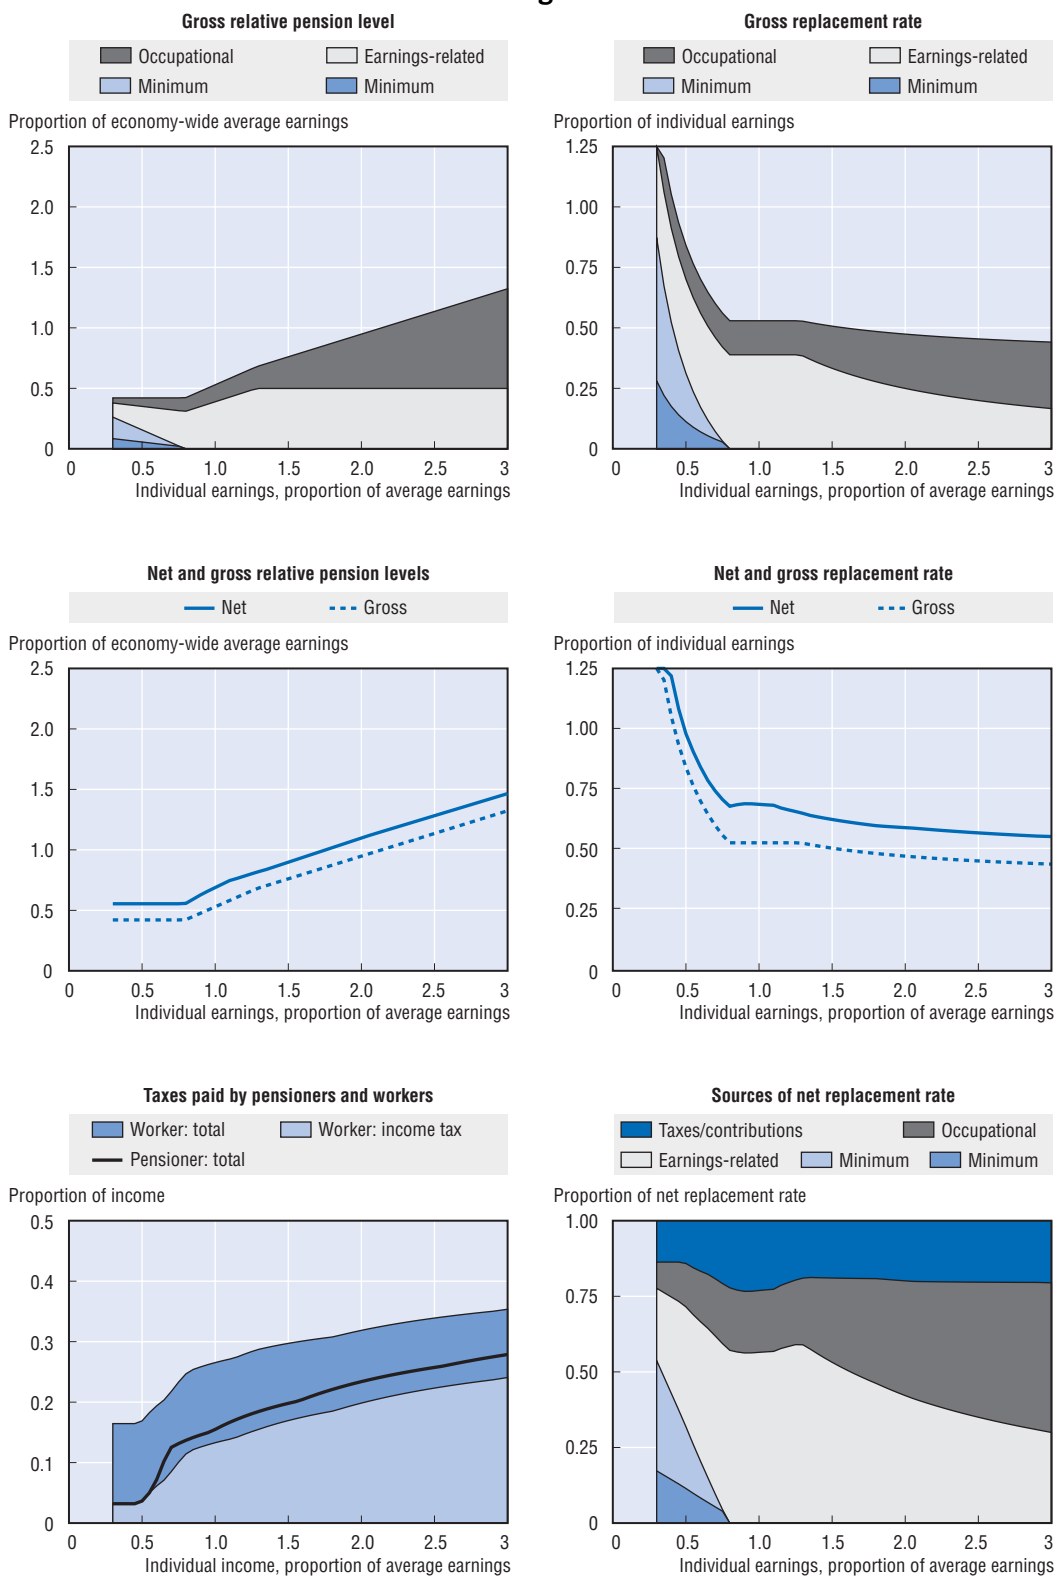 Gross relative pension level
Occupational
Earnings-related
Minimum
Minimum
Proportion of economy-wide average earnings
2.5
2.0
1.5
1.0
0.5
0
0 0.5 1.0 1.5 2.0 2.5 3
Individual earnings, proportion of average earnings
Gross replacement rate
Occupational
Earnings-related
Minimum
Minimum
Proportion of individual earnings
1.25
1.00
0.75
0.50
0.25
0
0 0.5 1.0 1.5 2.0 2.5 3
Individual earnings, proportion of average earnings
Net and gross relative pension levels
Net
Gross
Proportion of economy-wide average earnings
2.5
2.0
1.5
1.0
0.5
0
0 0.5 1.0 1.5 2.0 2.5 3
Individual earnings, proportion of average earnings
Net and gross replacement rate
Net
Gross
Proportion of individual earnings
1.25
1.00
0.75
0.50
0.25
0
0 0.5 1.0 1.5 2.0 2.5 3
Individual earnings, proportion of average earnings
Taxes paid by pensioners and workers
Worker: total
Worker: income tax
Pensioner: total
Proportion of income
0.5
0.4
0.3
0.2
0.1
0
0 0.5 1.0 1.5 2.0 2.5 3
Individual income, proportion of average earnings
Sources of net replacement rate
Taxes/contributions
Occupational
Earnings-related
Minimum
Minimum
Proportion of net replacement rate
1.00
0.75
0.50
0.25
0
0 0.5 1.0 1.5 2.0 2.5 3
Individual earnings, proportion of average earnings